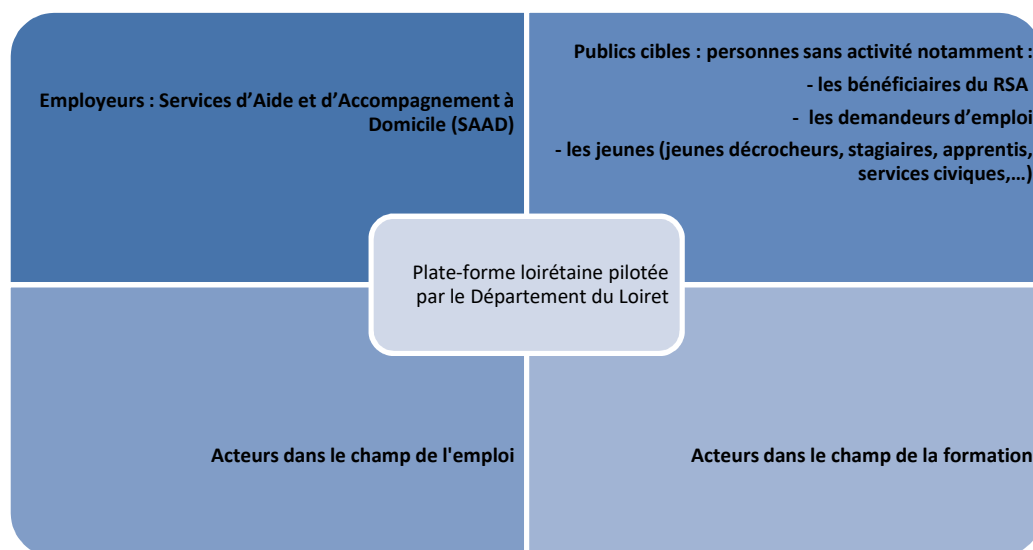 Employeurs : Services d’Aide et d’Accompagnement à
Domicile (SAAD)
Publics cibles : personnes sans activité notamment :
- les bénéficiaires du RSA
- les demandeurs d’emploi
- les jeunes (jeunes décrocheurs, stagiaires, apprentis,
services civiques,…)
Plate-forme loirétaine pilotée
par le Département du Loiret
Acteurs dans le champ de l'emploi
Acteurs dans le champ de la formation